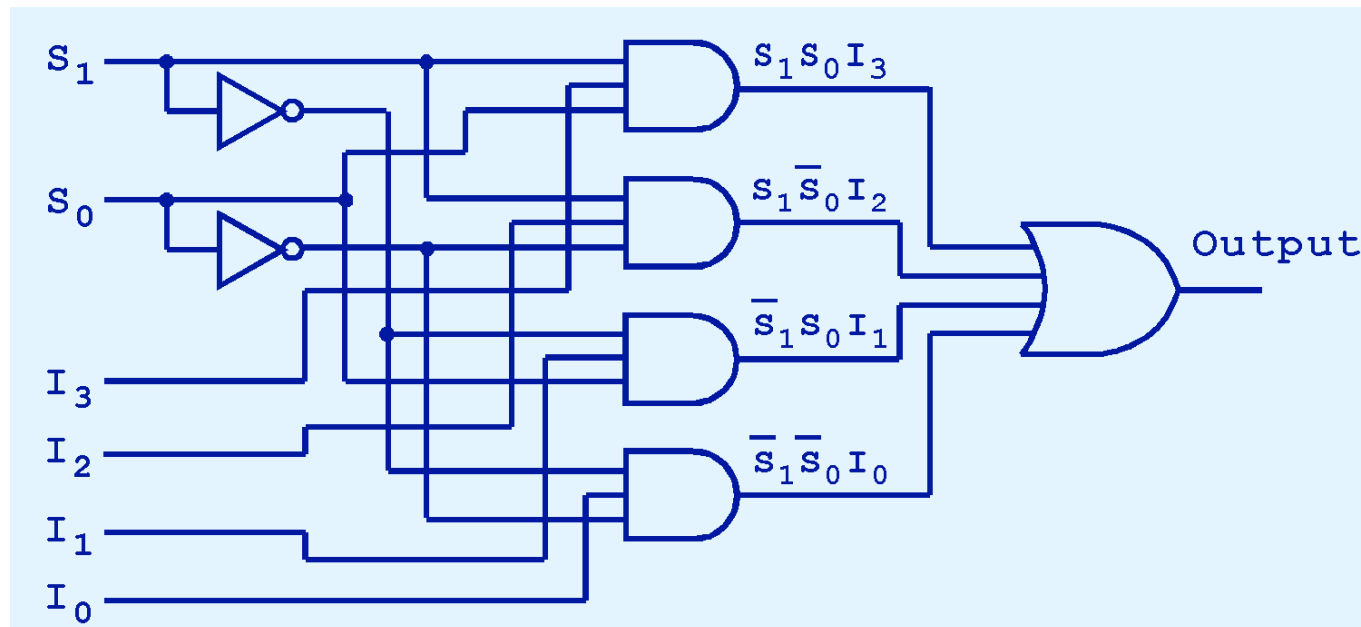 S₁
S₁S₀I₃
S₀
S₁S̅₀I₂
Output
S̅₁S₀I₁
I₃
I₂
S̅₁S̅₀I₀
I₁
I₀